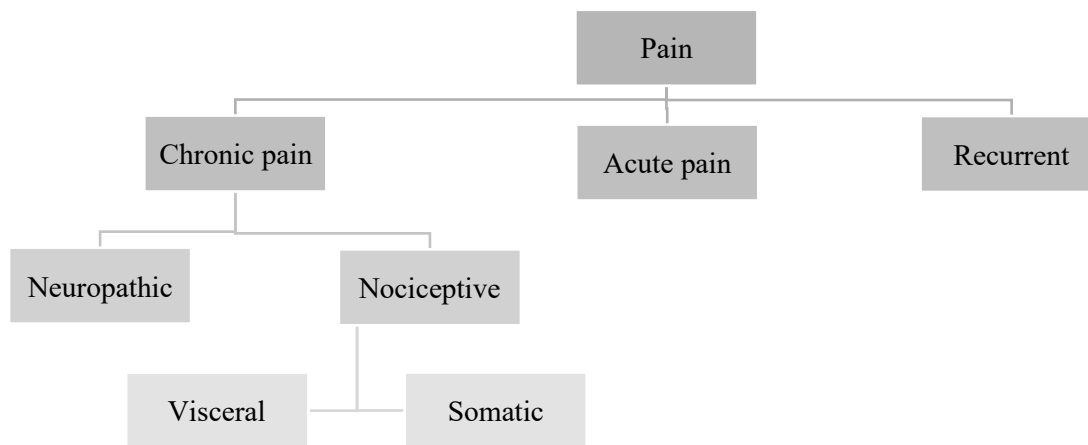 Pain
Chronic pain
Acute pain
Recurrent
Neuropathic
Nociceptive
Visceral
Somatic